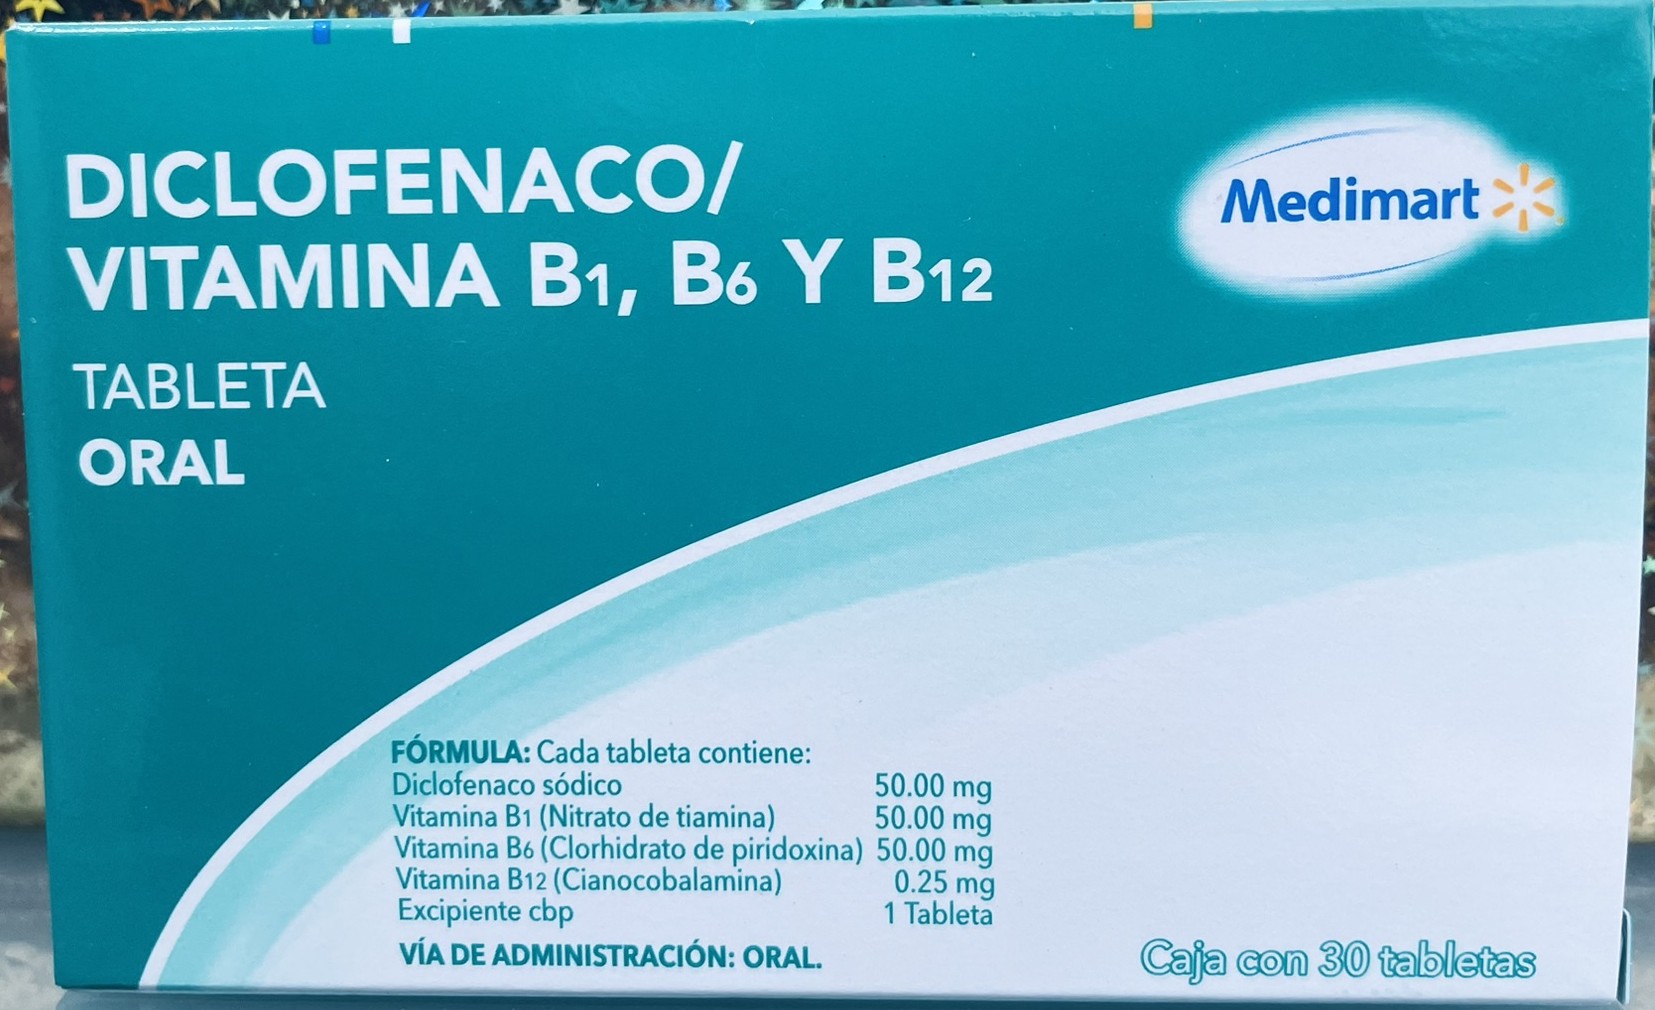 DICLOFENACO/
VITAMINA B1, B6 Y B12
TABLETA
ORAL
Medimart
FÓRMULA: Cada tableta contiene:
Diclofenaco sódico 50.00 mg
Vitamina B1 (Nitrato de tiamina) 50.00 mg
Vitamina B6 (Clorhidrato de piridoxina) 50.00 mg
Vitamina B12 (Cianocobalamina) 0.25 mg
Excipiente cbp 1 Tableta
VÍA DE ADMINISTRACIÓN: ORAL.
Caja con 30 tabletas